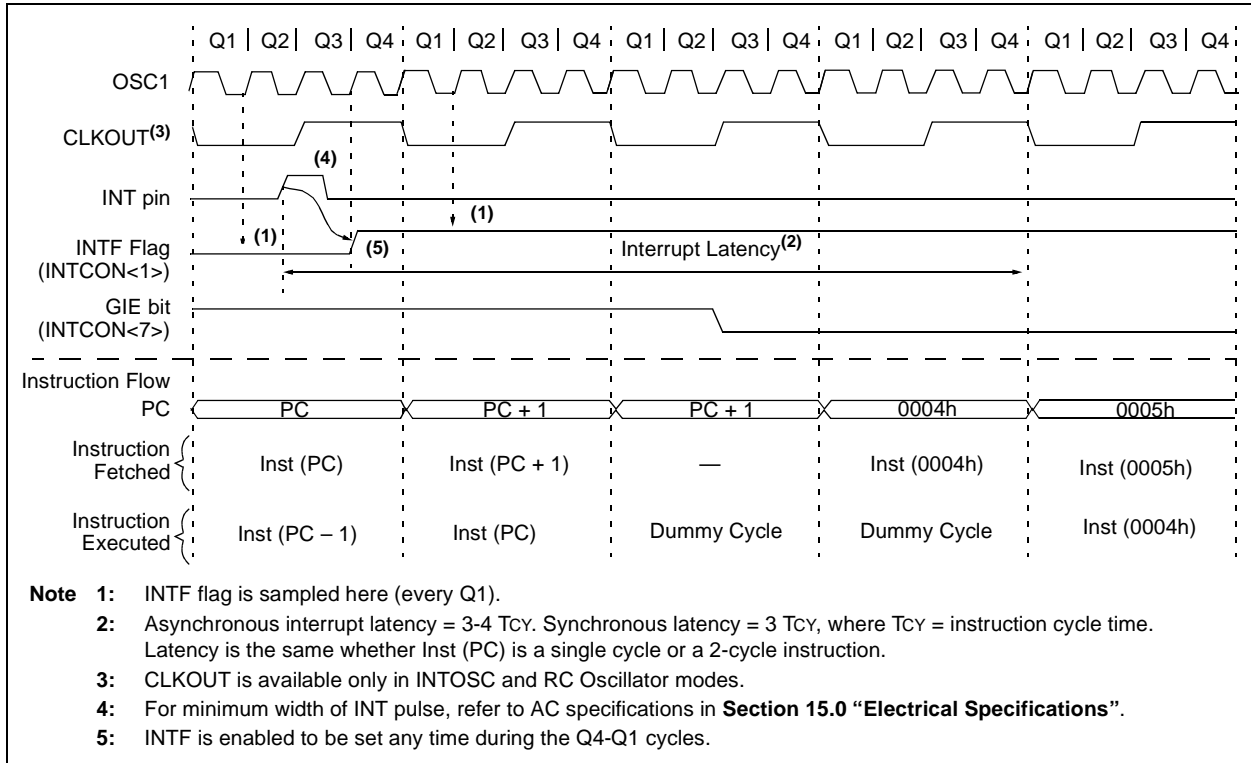 Q1 | Q2 | Q3 | Q4 Q1 | Q2 | Q3 | Q4 Q1 | Q2 | Q3 | Q4 Q1 | Q2 | Q3 | Q4 Q1 | Q2 | Q3 | Q4
OSC1
CLKOUT(3)
(4)
INT pin
(1)
(1)
(5)
INTF Flag
(INTCON<1>)
Interrupt Latency(2)
GIE bit
(INTCON<7>)
Instruction Flow
PC PC PC + 1 PC + 1 0004h 0005h
Instruction
Fetched
Inst (PC) Inst (PC + 1) — Inst (0004h) Inst (0005h)
Instruction
Executed
Inst (PC – 1) Inst (PC) Dummy Cycle Dummy Cycle Inst (0004h)
Note 1: INTF flag is sampled here (every Q1).
2: Asynchronous interrupt latency = 3-4 TCY. Synchronous latency = 3 TCY, where TCY = instruction cycle time.
Latency is the same whether Inst (PC) is a single cycle or a 2-cycle instruction.
3: CLKOUT is available only in INTOSC and RC Oscillator modes.
4: For minimum width of INT pulse, refer to AC specifications in Section 15.0 “Electrical Specifications”.
5: INTF is enabled to be set any time during the Q4-Q1 cycles.